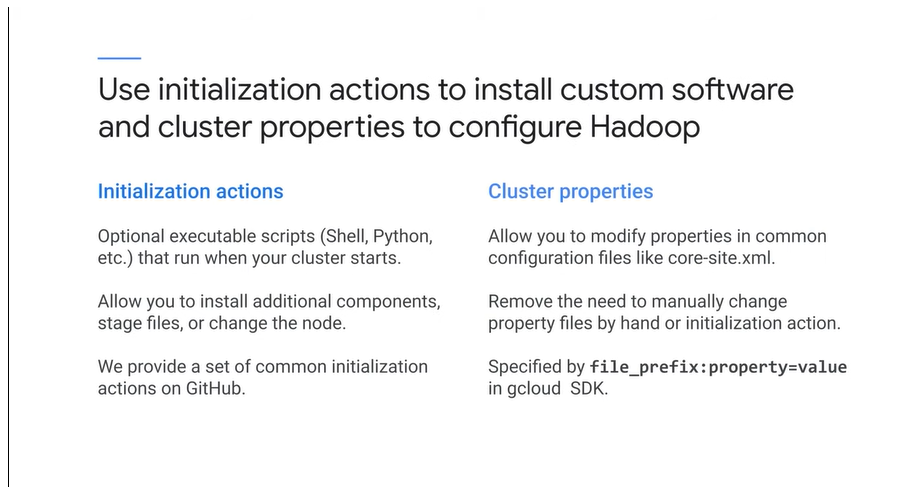 Use initialization actions to install custom software
and cluster properties to configure Hadoop
Initialization actions
Optional executable scripts (Shell, Python,
etc.) that run when your cluster starts.
Allow you to install additional components,
stage files, or change the node.
We provide a set of common initialization
actions on GitHub.
Cluster properties
Allow you to modify properties in common
configuration files like core-site.xml.
Remove the need to manually change
property files by hand or initialization action.
Specified by file_prefix:property=value
in gcloud SDK.